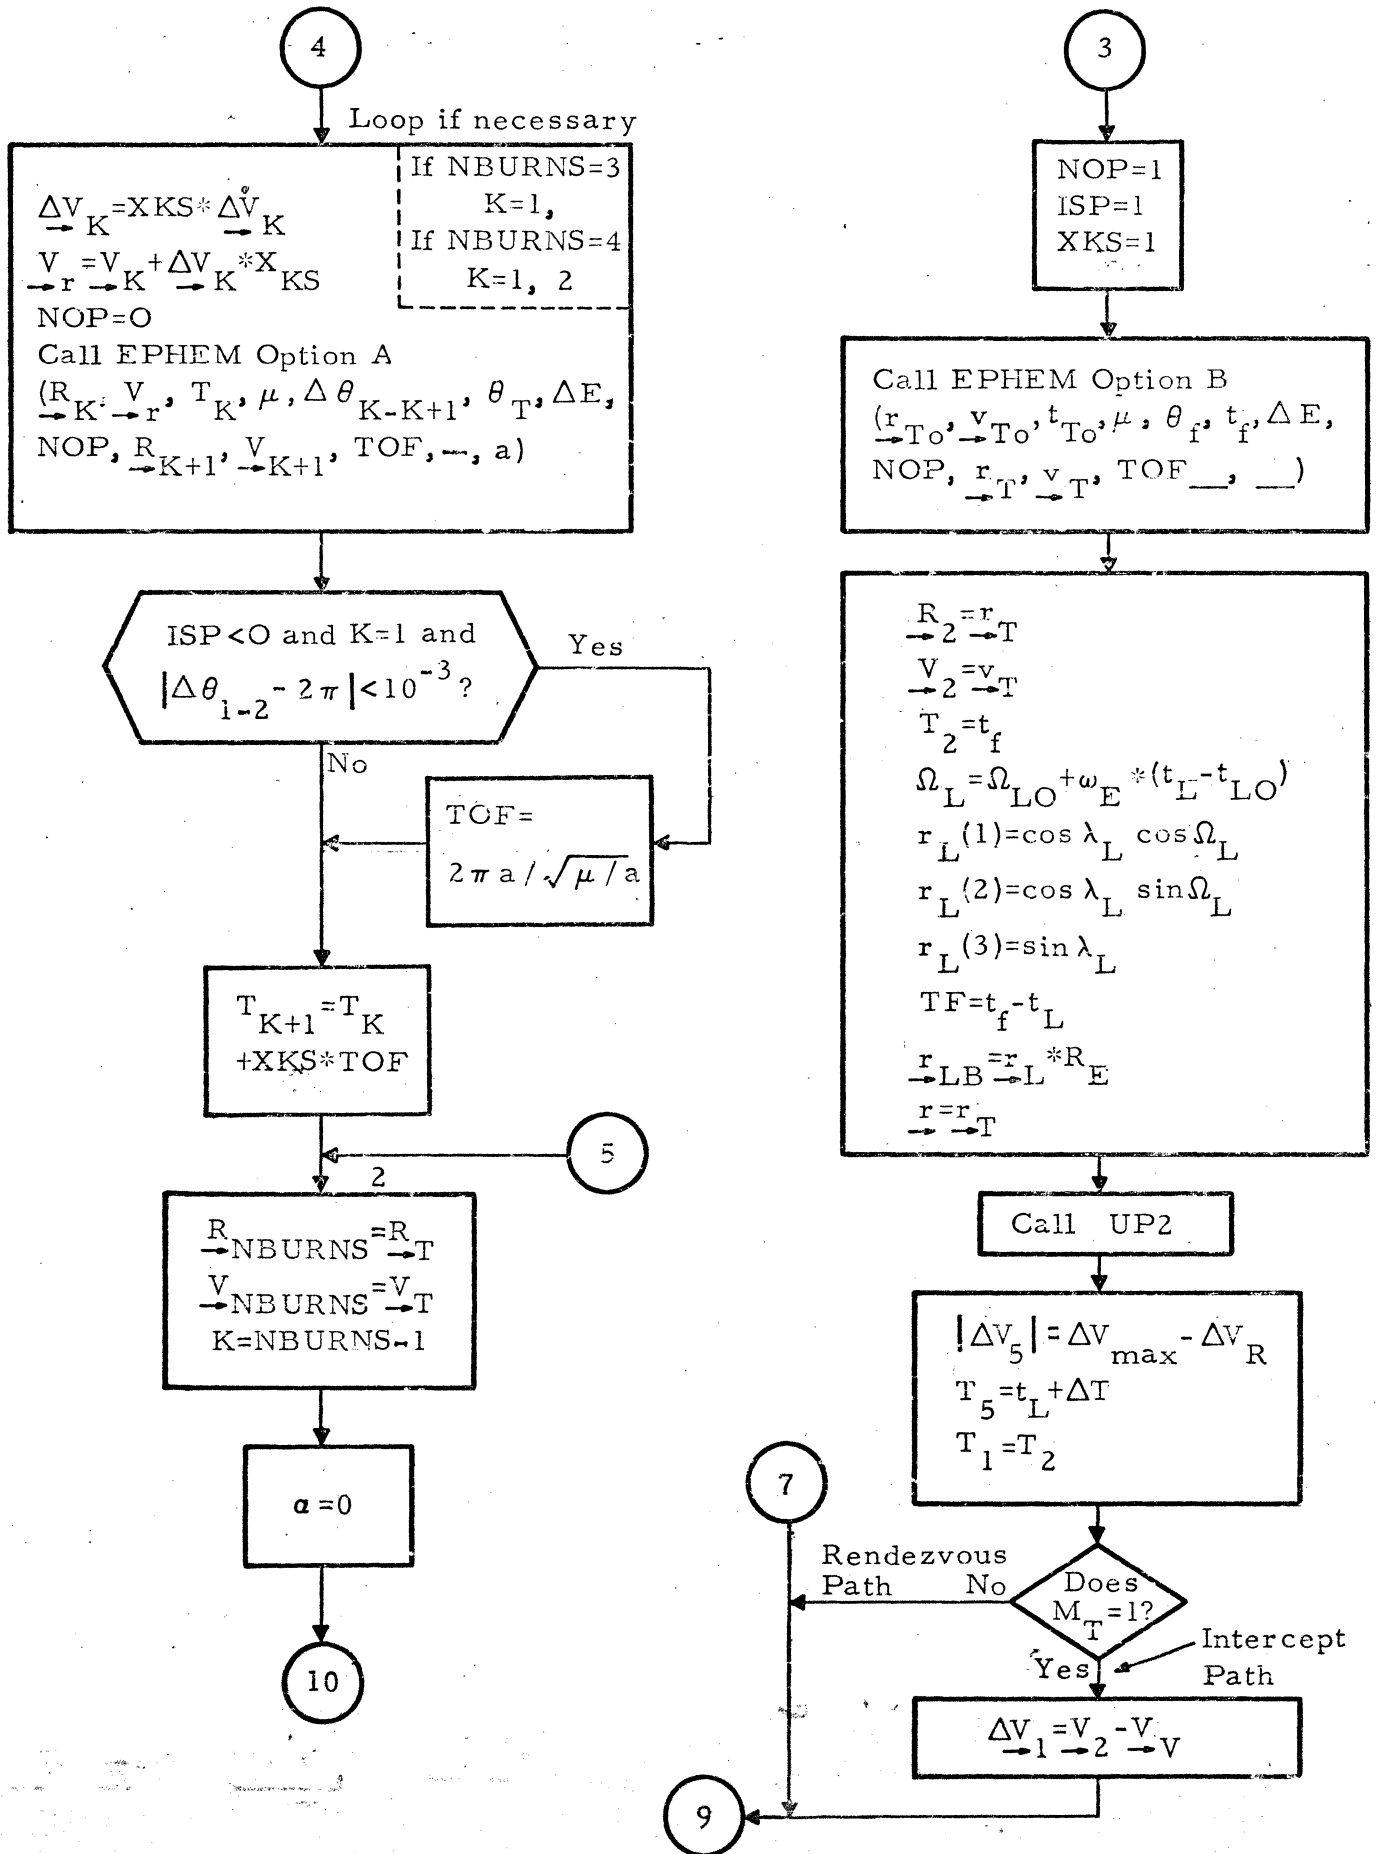 4
Loop if necessary
If NBURNS=3
K=1,
If NBURNS=4
K=1, 2
ΔV_K=XKS*ΔV̊_K
V_r=V_K+ΔV_K*X_KS
NOP=O
Call EPHEM Option A
(R_K, V_r, T_K, μ, Δθ_K-K+1, θ_T, ΔE,
NOP, R_K+1, V_K+1, TOF, —, a)
ISP<O and K=1 and
|Δθ_1-2 - 2π|<10^-3?
Yes
No
TOF=
2πa/√μ/a
T_K+1=T_K
+XKS*TOF
5
2
R_NBURNS=R_T
V_NBURNS=V_T
K=NBURNS-1
a=0
10
3
NOP=1
ISP=1
XKS=1
Call EPHEM Option B
(r_To, v_To, t_To, μ, θ_f, t_f, ΔE,
NOP, r_T, v_T, TOF__, __)
R_2=r_T
V_2=v_T
T_2=t_f
Ω_L=Ω_LO+ω_E*(t_L-t_LO)
r_L(1)=cos λ_L cos Ω_L
r_L(2)=cos λ_L sin Ω_L
r_L(3)=sin λ_L
TF=t_f-t_L
r_LB=r_L*R_E
r=r_T
Call UP2
|ΔV_5|=ΔV_max-ΔV_R
T_5=t_L+ΔT
T_1=T_2
7
Rendezvous
Path
No
Does
M_T=1?
Yes
Intercept
Path
ΔV_1=V_2-V_V
9